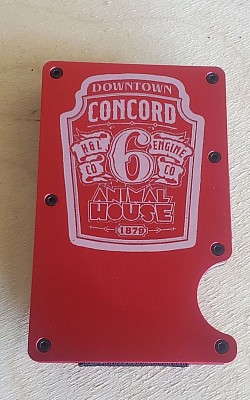 DOWNTOWN
CONCORD
H&L CO 6 ENGINE CO
ANIMAL
HOUSE
1879